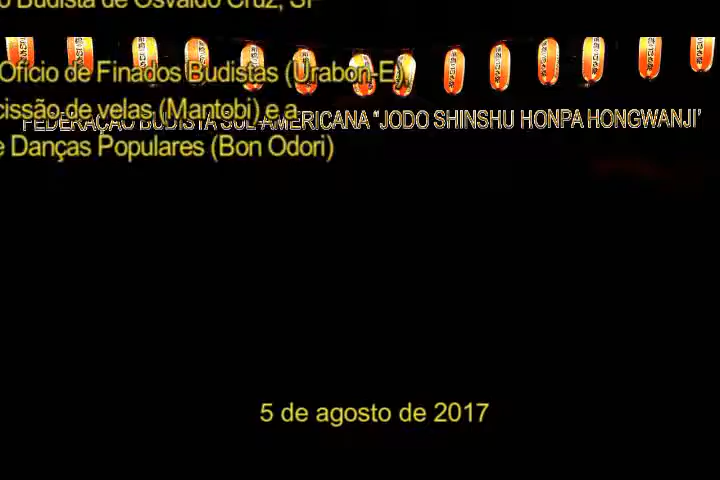 o Budista de Osvaldo Cruz, SP
Ofício de Finados Budistas (Urabon-E)
cissão de velas (Mantobi) e a
FEDERAÇÃO BUDISTA SUL-AMERICANA “JODO SHINSHU HONPA HONGWANJI’
e Danças Populares (Bon Odori)
5 de agosto de 2017